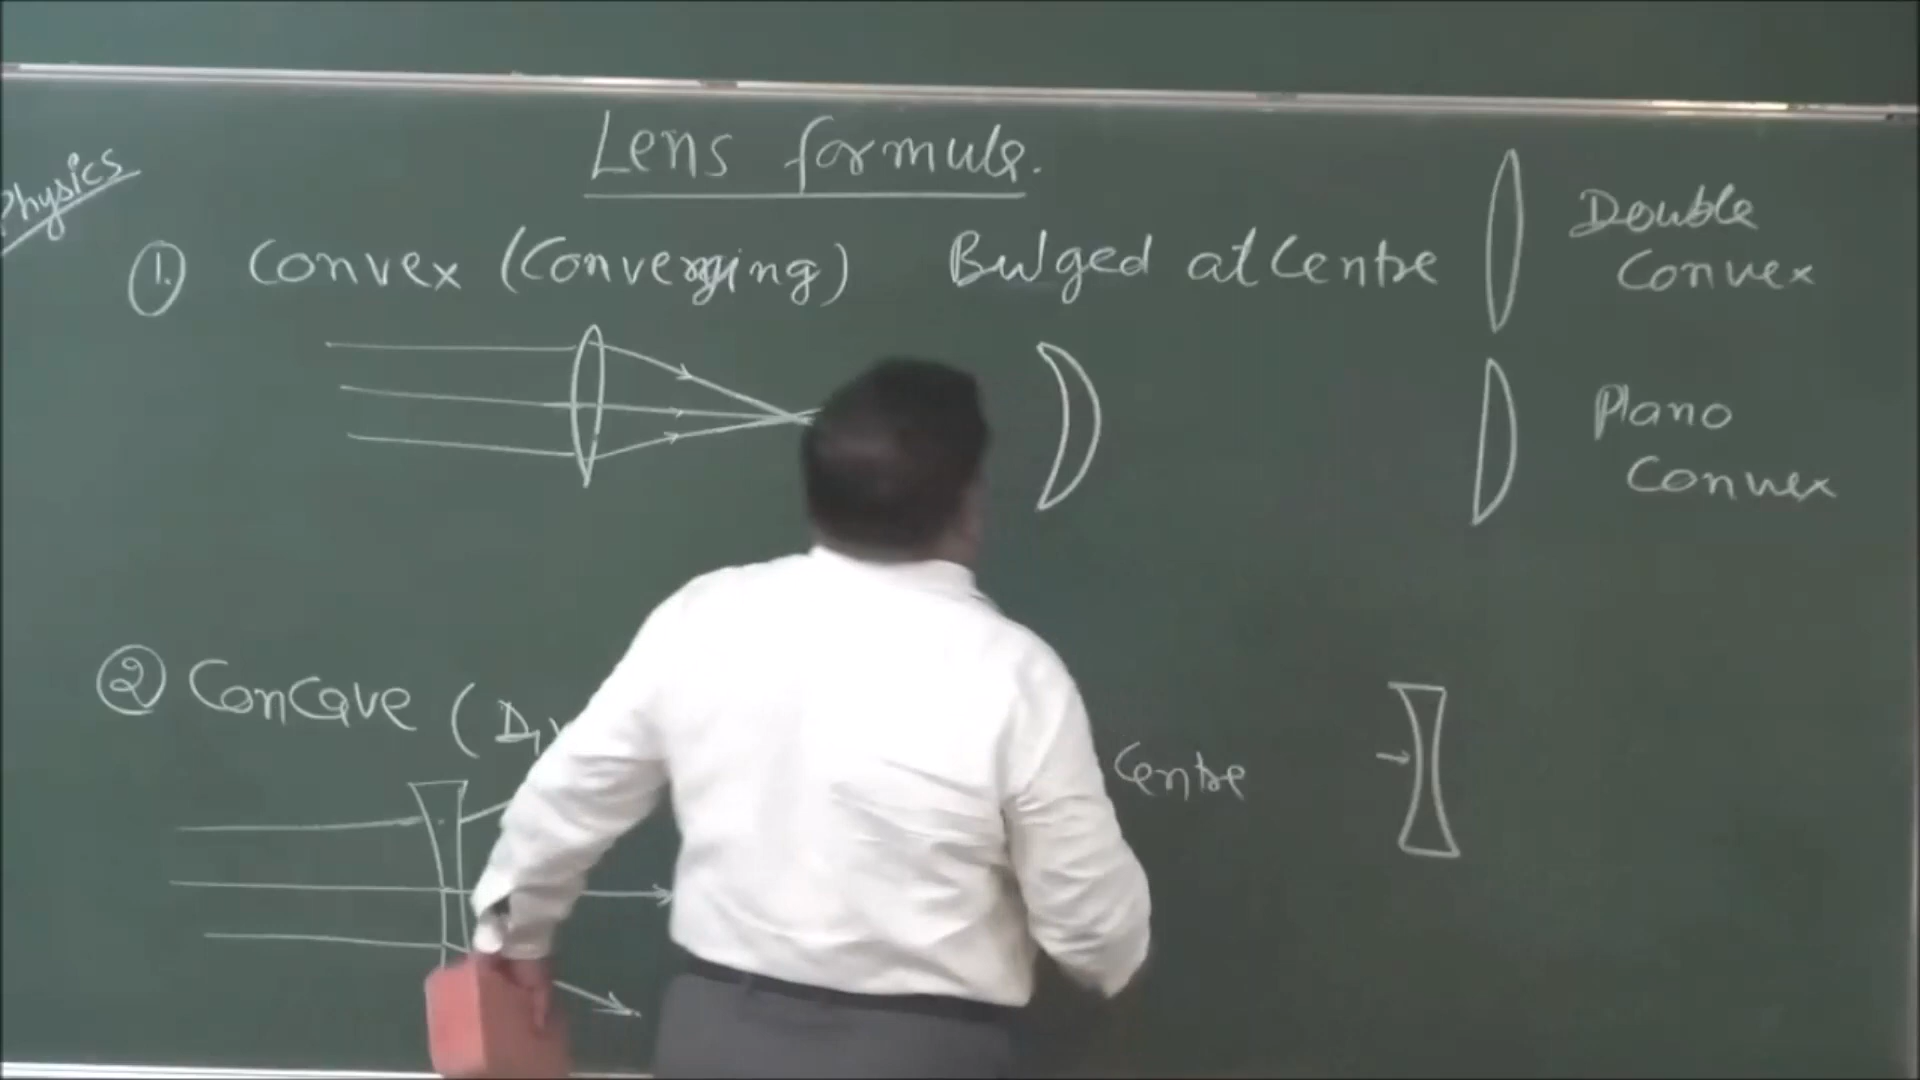 Physics
Lens formula.
1. Convex (Converging) Bulged at Centre
Double
Convex
Plano
Convex
2 Concave (
Centre